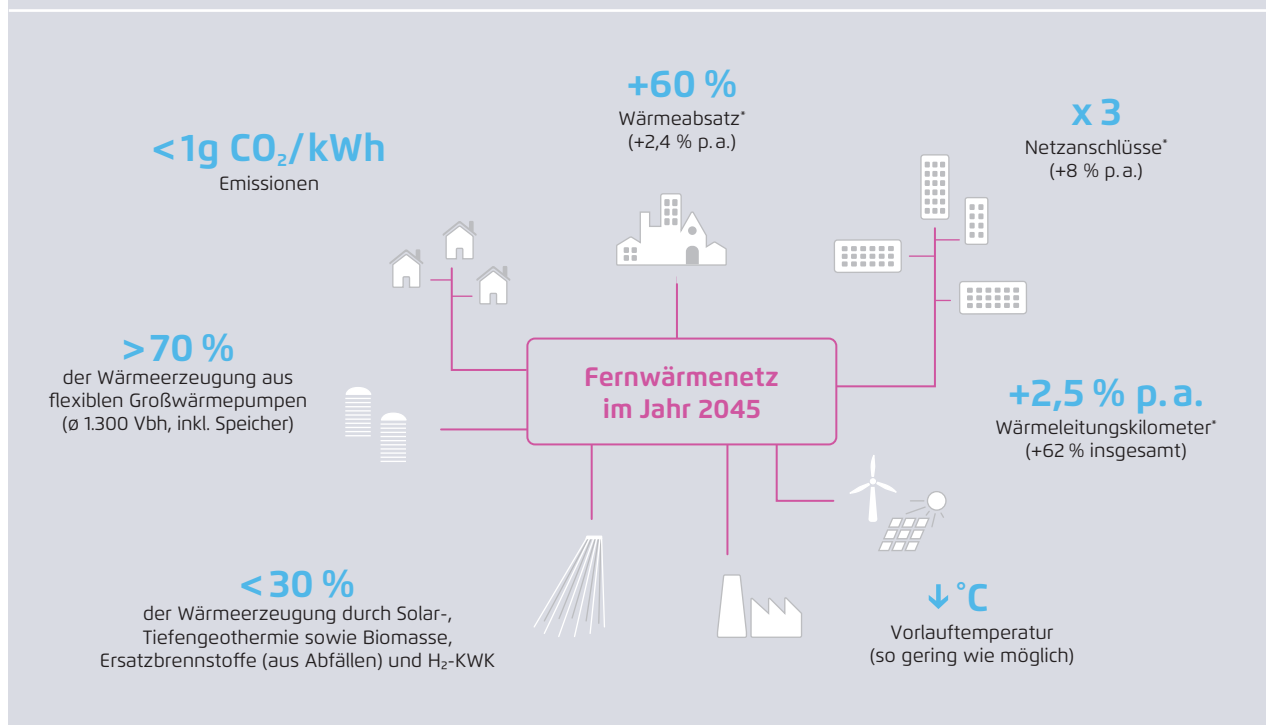 +60 %
Wärmeabsatz*
(+2,4 % p. a.)
x 3
Netzanschlüsse*
(+8 % p. a.)
<1g CO₂/kWh
Emissionen
>70 %
der Wärmeerzeugung aus
flexiblen Großwärmepumpen
(ø 1.300 Vbh, inkl. Speicher)
Fernwärmenetz
im Jahr 2045
+2,5 % p. a.
Wärmeleitungskilometer*
(+62 % insgesamt)
<30 %
der Wärmeerzeugung durch Solar-,
Tiefengeothermie sowie Biomasse,
Ersatzbrennstoffe (aus Abfällen) und H₂-KWK
↓ °C
Vorlauftemperatur
(so gering wie möglich)